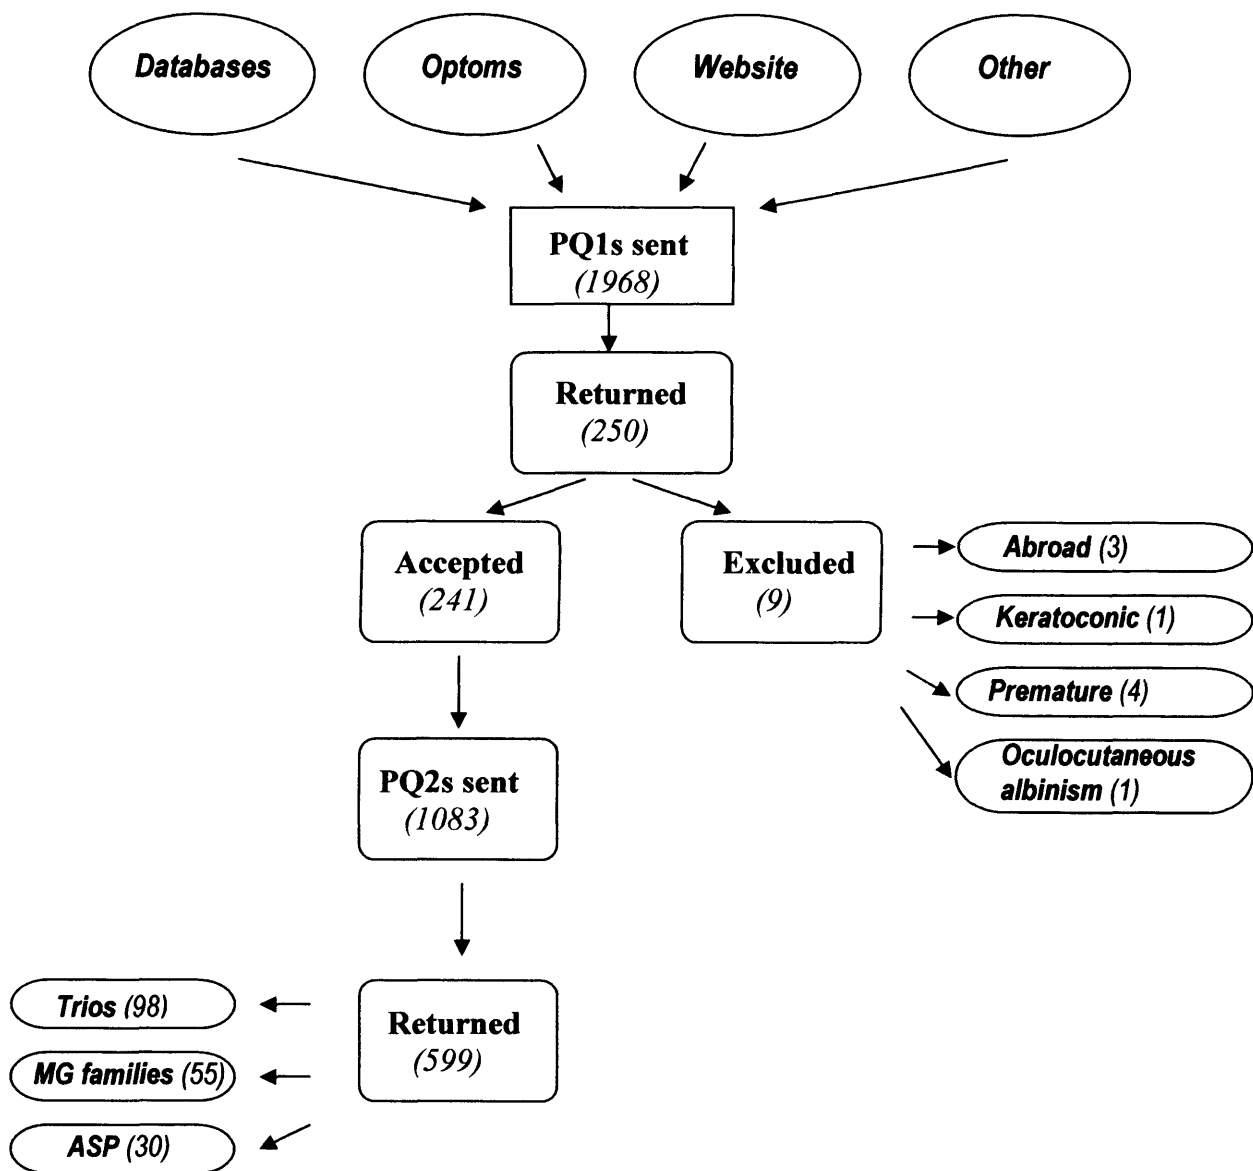 Databases
Optoms
Website
Other
PQ1s sent
(1968)
Returned
(250)
Accepted
(241)
Excluded
(9)
Abroad (3)
Keratoconic (1)
Premature (4)
Oculocutaneous
albinism (1)
PQ2s sent
(1083)
Returned
(599)
Trios (98)
MG families (55)
ASP (30)